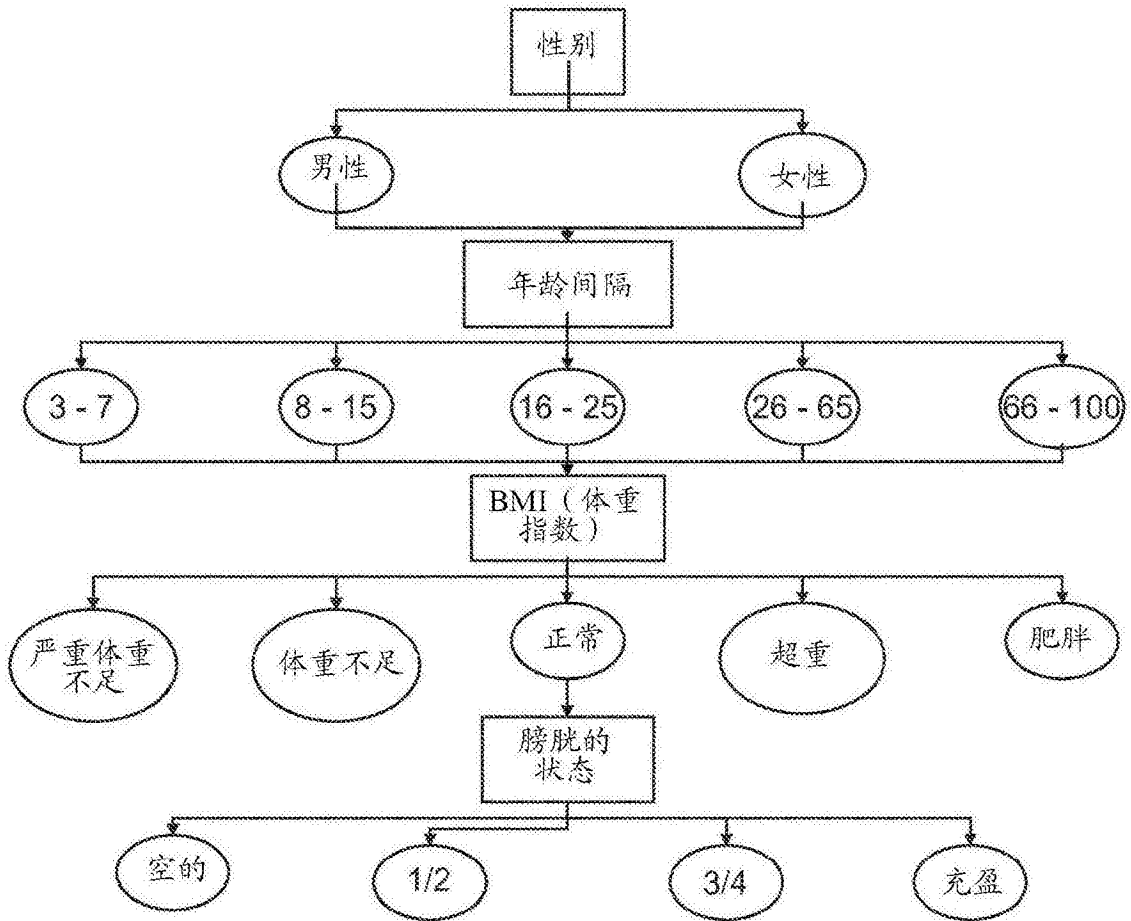 性别
男性
女性
年龄间隔
3 - 7
8 - 15
16 - 25
26 - 65
66 - 100
BMI（体重
指数）
严重体重
不足
体重不足
正常
超重
肥胖
膀胱的
状态
空的
1/2
3/4
充盈